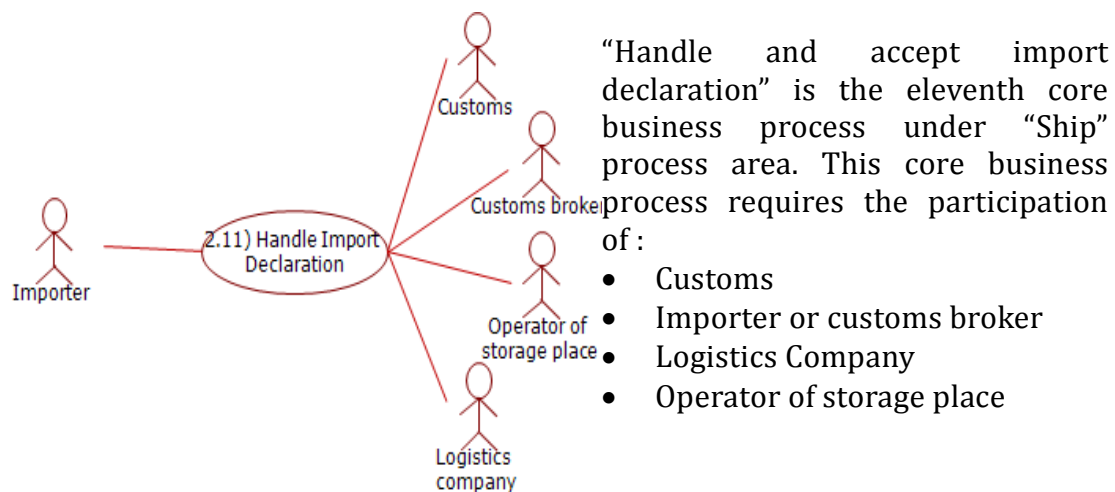 Customs
Customs broker
2.11) Handle Import
Declaration
Importer
Operator of
storage place
Logistics
company
“Handle and accept import
declaration” is the eleventh core
business process under “Ship”
process area. This core business
process requires the participation
of :
• Customs
• Importer or customs broker
• Logistics Company
• Operator of storage place